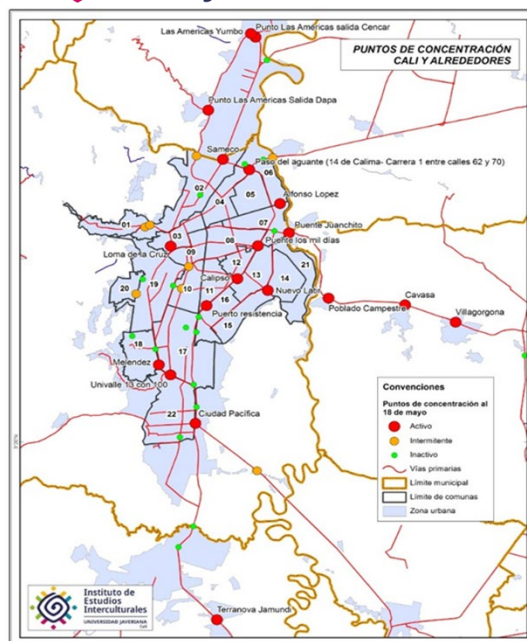 PUNTOS DE CONCENTRACIÓN
CALI Y ALREDEDORES
Las Americas Yumbo
Punto Las Américas salida Cencar
Punto Las Américas Salida Dapa
Sameco
Paso del aguante (14 de Calima- Carrera 1 entre calles 62 y 70)
06
02
05
04
Alfonso Lopez
01
07
Puente Juanchito
03
08
Puente los mil días
Loma de la Cruz
09
12
21
Calipso
13
20
19
10
14
11
Nuevo Lati
16
Poblado Campestre
Cavasa
Puerto resistencia
Villagorgona
15
18
17
Melendez
Univalle 13 con 100
22
Ciudad Pacífica
Convenciones
Puntos de concentración al
18 de mayo
Activo
Intermitente
Inactivo
Vías primarias
Límite municipal
Límite de comunas
Zona urbana
Instituto de
Estudios
Interculturales
UNIVERSIDAD JAVERIANA
Cali
Terranova Jamundi